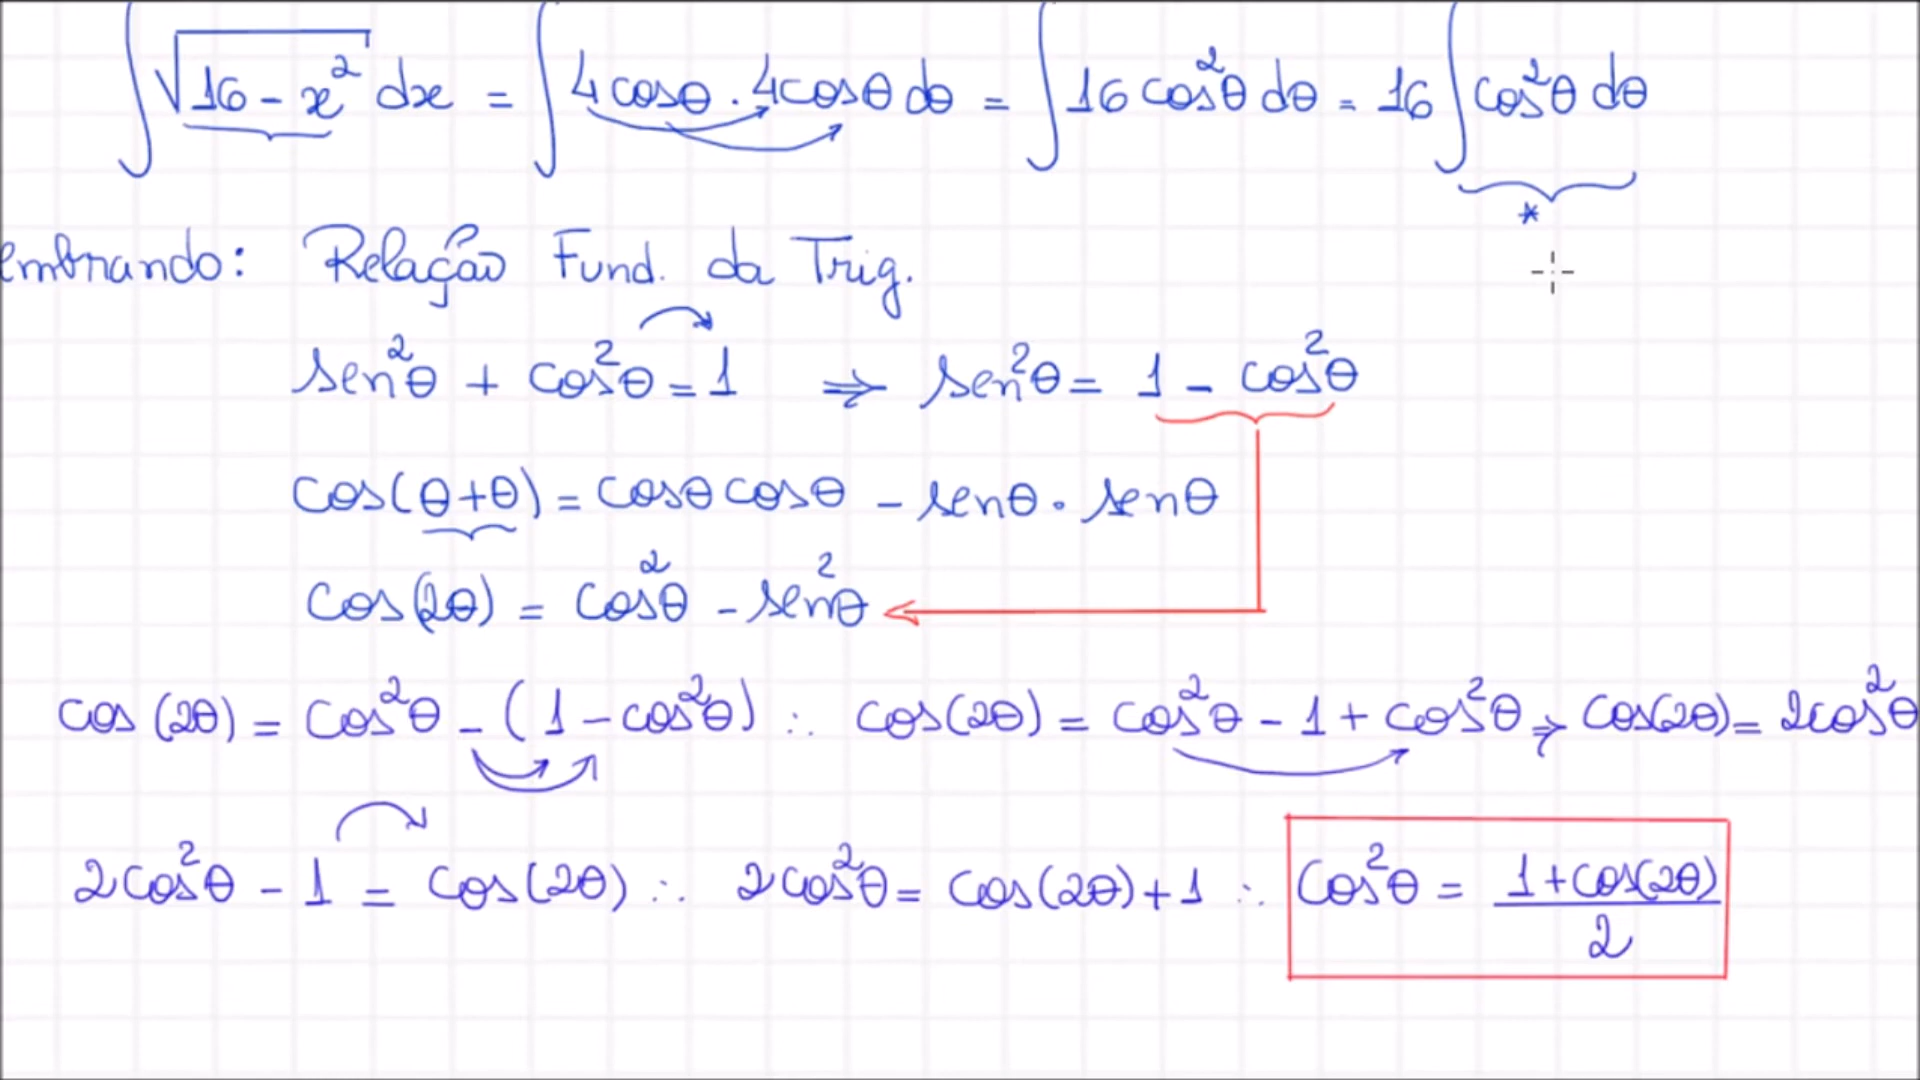 ∫√(16 - x²) dx = ∫ 4 cosθ . 4cosθ dθ = ∫ 16 cos²θ dθ = 16 ∫ cos²θ dθ
*
embrando: Relação Fund. da Trig.
sen²θ + cos²θ = 1 ⇒ sen²θ = 1 - cos²θ
cos(θ+θ) = cosθ cosθ - senθ . senθ
cos(2θ) = cos²θ - sen²θ
cos (2θ) = cos²θ - (1 - cos²θ) ∴ cos(2θ) = cos²θ - 1 + cos²θ ⇒ cos(2θ) = 2cos²θ
2cos²θ - 1 = cos(2θ) ∴ 2cos²θ = cos(2θ) + 1 ∴ cos²θ = (1+cos(2θ))/2